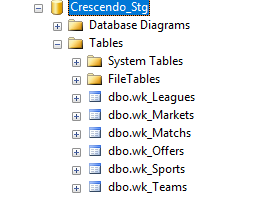 Crescendo_Stg
Database Diagrams
Tables
System Tables
FileTables
dbo.wk_Leagues
dbo.wk_Markets
dbo.wk_Matchs
dbo.wk_Offers
dbo.wk_Sports
dbo.wk_Teams